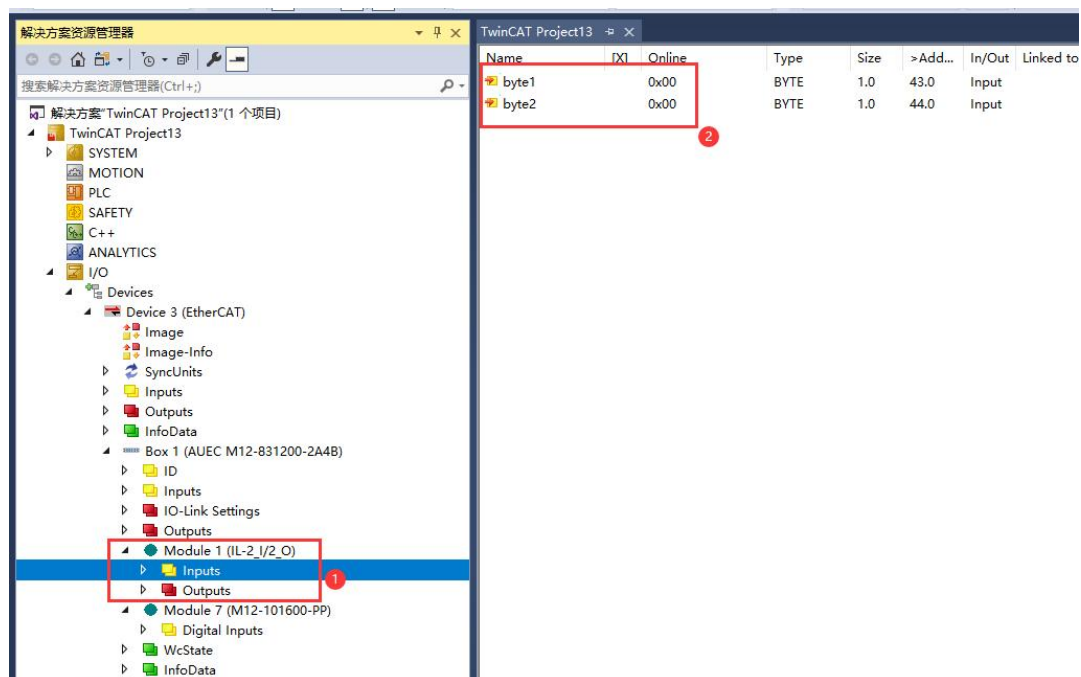 解决方案资源管理器
搜索解决方案资源管理器(Ctrl+;)
解决方案"TwinCAT Project13"(1 个项目)
TwinCAT Project13
SYSTEM
MOTION
PLC
SAFETY
C++
ANALYTICS
I/O
Devices
Device 3 (EtherCAT)
Image
Image-Info
SyncUnits
Inputs
Outputs
InfoData
Box 1 (AUEC M12-831200-2A4B)
ID
Inputs
IO-Link Settings
Outputs
Module 1 (IL-2_I/2_O)
Inputs
1
Outputs
Module 7 (M12-101600-PP)
Digital Inputs
WcState
InfoData
TwinCAT Project13
Name [X] Online Type Size >Add... In/Out Linked to
byte1 0x00 BYTE 1.0 43.0 Input
byte2 0x00 BYTE 1.0 44.0 Input
2